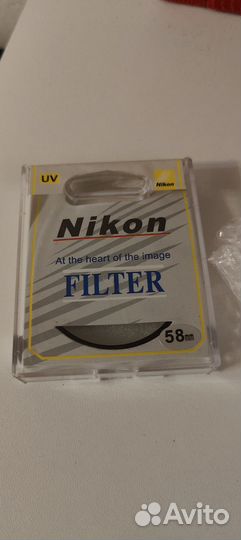 UV
Nikon
Nikon
At the heart of the image
FILTER
58mm
Avito